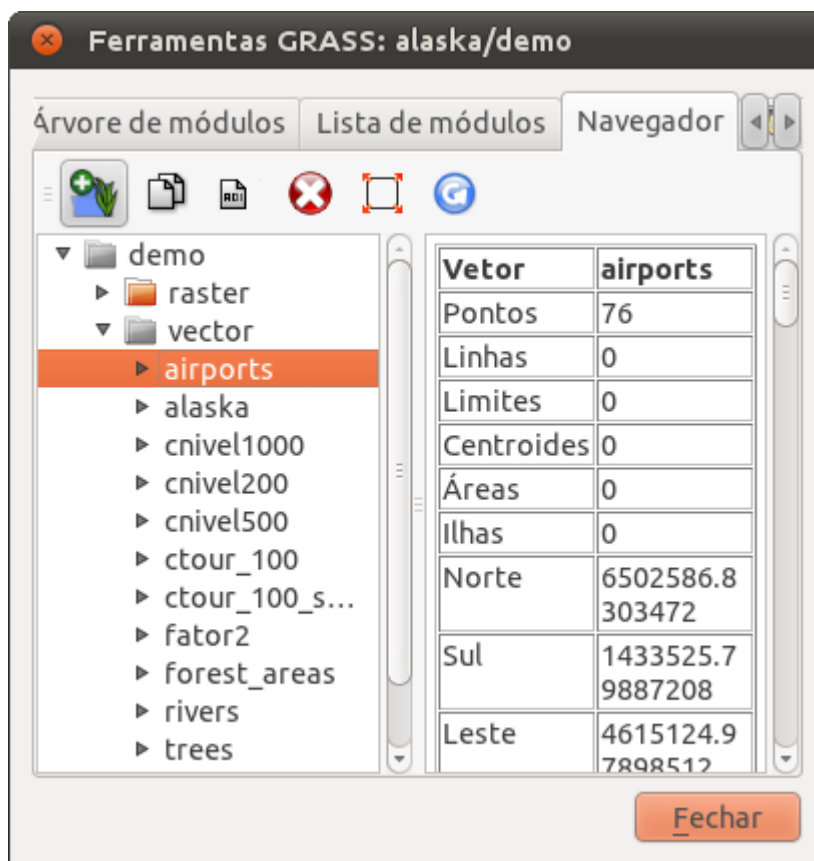 Ferramentas GRASS: alaska/demo
Árvore de módulos
Lista de módulos
Navegador
demo
raster
vector
airports
alaska
cnivel1000
cnivel200
cnivel500
ctour_100
ctour_100_s...
fator2
forest_areas
rivers
trees
Vetor airports
Pontos 76
Linhas 0
Limites 0
Centroides 0
Áreas 0
Ilhas 0
Norte 6502586.8
303472
Sul 1433525.7
9887208
Leste 4615124.9
7898512
Fechar